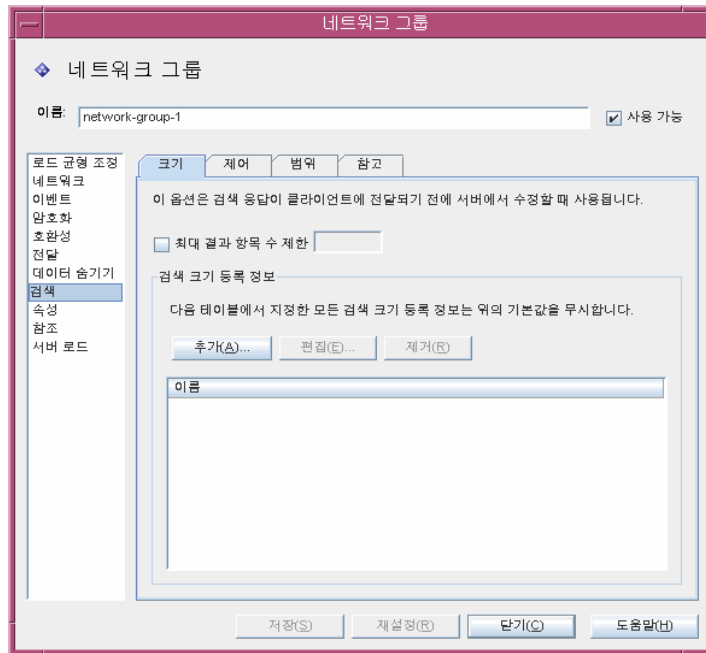 네트워크 그룹
네트워크 그룹
이름: network-group-1 사용 가능
로드 균형 조정
네트워크
이벤트
암호화
호환성
전달
데이터 숨기기
검색
속성
참조
서버 로드
크기 제어 범위 참고
이 옵션은 검색 응답이 클라이언트에 전달되기 전에 서버에서 수정할 때 사용됩니다.
최대 결과 항목 수 제한
검색 크기 등록 정보
다음 테이블에서 지정한 모든 검색 크기 등록 정보는 위의 기본값을 무시합니다.
추가(A)... 편집(E)... 제거(R)
이름
저장(S) 재설정(R) 닫기(C) 도움말(H)